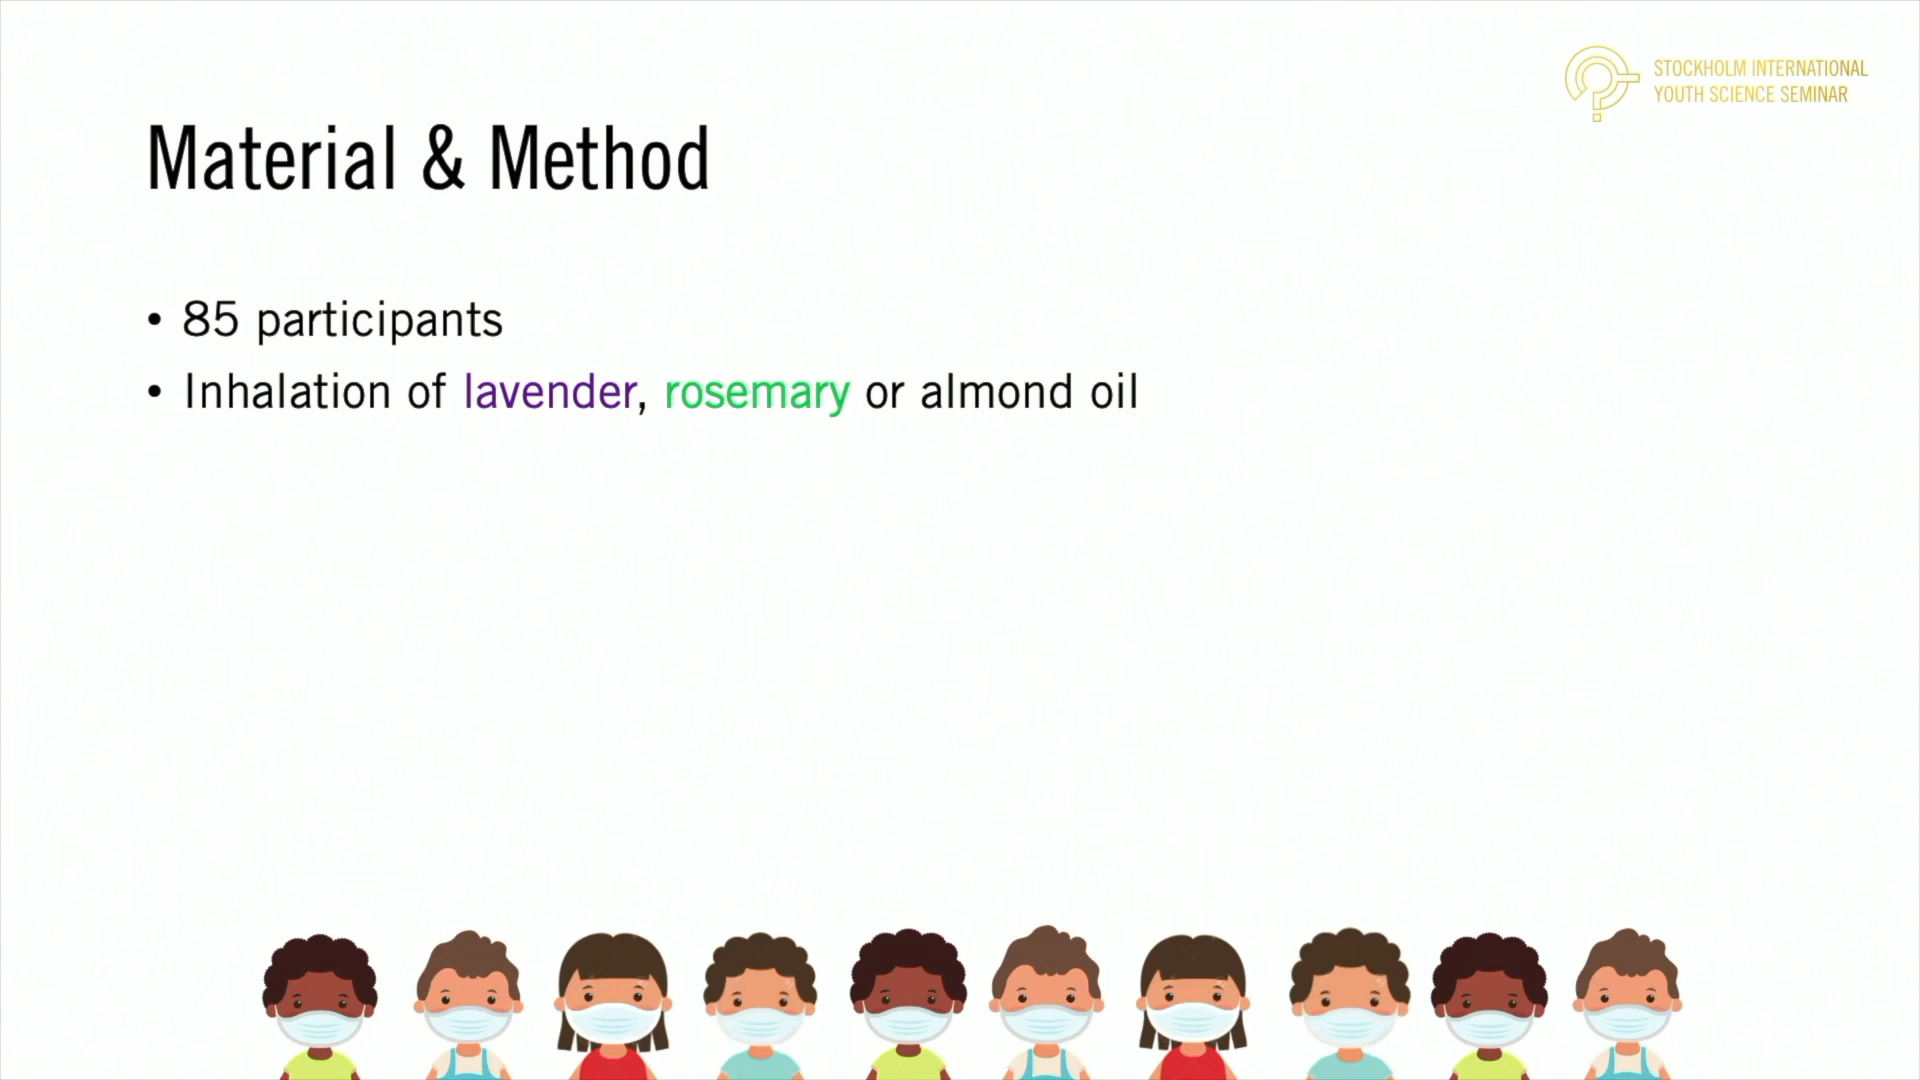 STOCKHOLM INTERNATIONAL
YOUTH SCIENCE SEMINAR
Material & Method
• 85 participants
• Inhalation of lavender, rosemary or almond oil